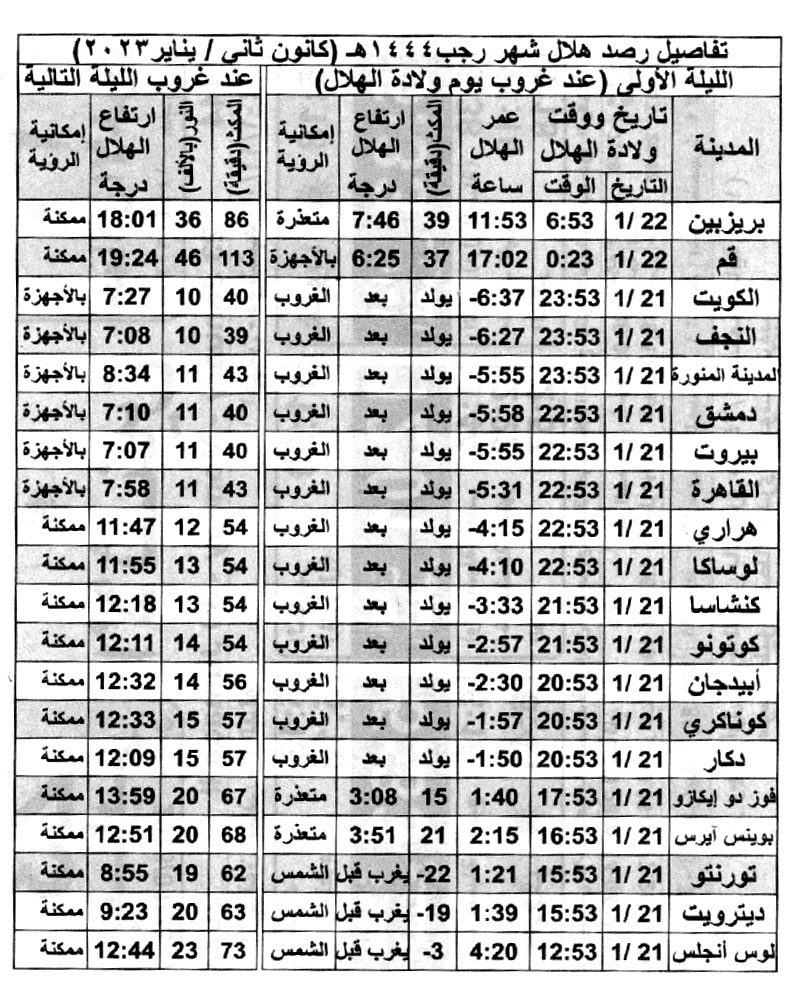 تفاصيل رصد هلال شهر رجب١٤٤٤هـ (كانون ثاني / يناير٢٠٢٣)
الليلة الأولى (عند غروب يوم ولادة الهلال) عند غروب الليلة التالية
المدينة تاريخ ووقت ولادة الهلال عمر الهلال ساعة المكث(دقيقة) ارتفاع الهلال درجة إمكانية الرؤية المكث(دقيقة) النور(بالألف) ارتفاع الهلال درجة إمكانية الرؤية
التاريخ الوقت
بريزبين 1/ 22 6:53 11:53 39 7:46 متعذرة 86 36 18:01 ممكنة
قم 1/ 22 0:23 17:02 37 6:25 بالأجهزة 113 46 19:24 ممكنة
الكويت 1/ 21 23:53 -6:37 يولد بعد الغروب 40 10 7:27 بالأجهزة
النجف 1/ 21 23:53 -6:27 يولد بعد الغروب 39 10 7:08 بالأجهزة
المدينة المنورة 1/ 21 23:53 -5:55 يولد بعد الغروب 43 11 8:34 بالأجهزة
دمشق 1/ 21 22:53 -5:58 يولد بعد الغروب 40 11 7:10 بالأجهزة
بيروت 1/ 21 22:53 -5:55 يولد بعد الغروب 40 11 7:07 بالأجهزة
القاهرة 1/ 21 22:53 -5:31 يولد بعد الغروب 43 11 7:58 بالأجهزة
هراري 1/ 21 22:53 -4:15 يولد بعد الغروب 54 12 11:47 ممكنة
لوساكا 1/ 21 22:53 -4:10 يولد بعد الغروب 54 13 11:55 ممكنة
كنشاسا 1/ 21 21:53 -3:33 يولد بعد الغروب 54 13 12:18 ممكنة
كوتونو 1/ 21 21:53 -2:57 يولد بعد الغروب 54 14 12:11 ممكنة
أبيدجان 1/ 21 20:53 -2:30 يولد بعد الغروب 56 14 12:32 ممكنة
كوناكري 1/ 21 20:53 -1:57 يولد بعد الغروب 57 15 12:33 ممكنة
دكار 1/ 21 20:53 -1:50 يولد بعد الغروب 57 15 12:09 ممكنة
فوز دو إيكازو 1/ 21 17:53 1:40 15 3:08 متعذرة 67 20 13:59 ممكنة
بوينس آيرس 1/ 21 16:53 2:15 21 3:51 متعذرة 68 20 12:51 ممكنة
تورنتو 1/ 21 15:53 1:21 -22 يغرب قبل الشمس 62 19 8:55 ممكنة
ديترويت 1/ 21 15:53 1:39 -19 يغرب قبل الشمس 63 20 9:23 ممكنة
لوس أنجلس 1/ 21 12:53 4:20 -3 يغرب قبل الشمس 73 23 12:44 ممكنة